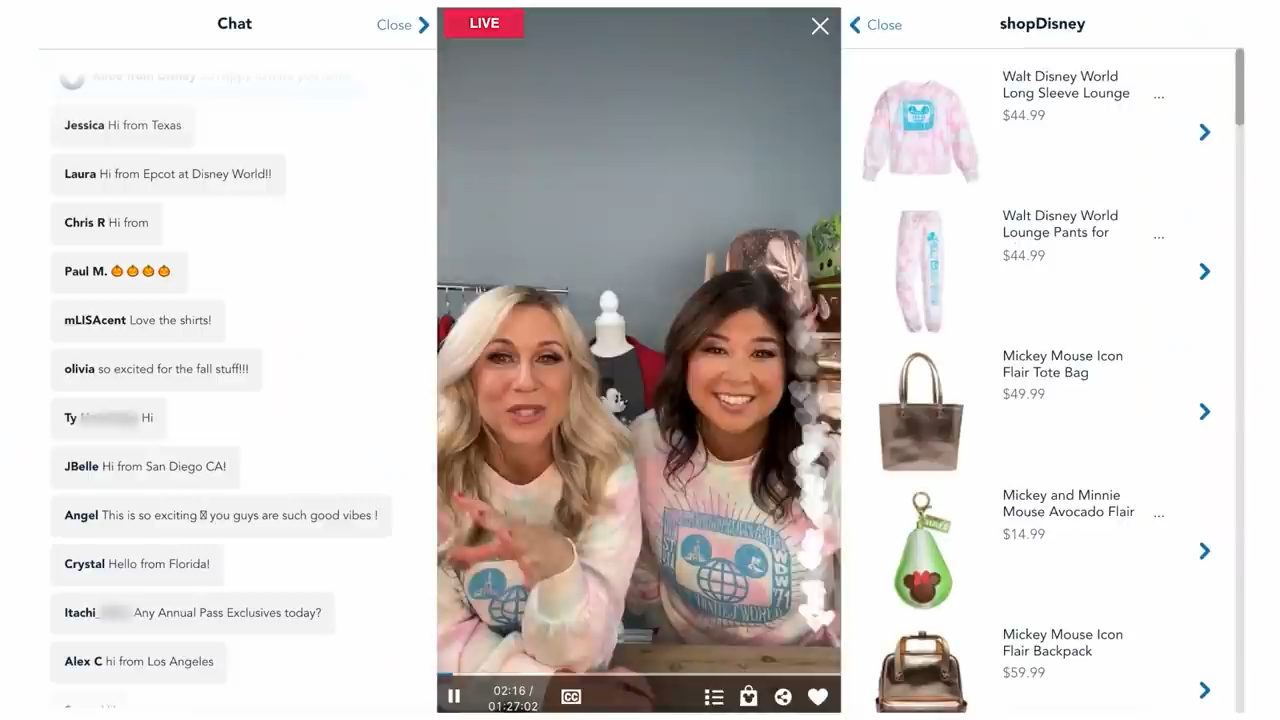 Chat
Close
Jessica Hi from Texas
Laura Hi from Epcot at Disney World!!
Chris R Hi from
Paul M. 🎃🎃🎃🎃
mLISAcent Love the shirts!
olivia so excited for the fall stuff!!!
Ty Hi
JBelle Hi from San Diego CA!
Angel This is so exciting you guys are such good vibes !
Crystal Hello from Florida!
Itachi_ Any Annual Pass Exclusives today?
Alex C hi from Los Angeles
LIVE
WDW
71
02:16 /
01:27:02
CC
Close
shopDisney
Walt Disney World
Long Sleeve Lounge ...
$44.99
Walt Disney World
Lounge Pants for ...
$44.99
Mickey Mouse Icon
Flair Tote Bag
$49.99
Mickey and Minnie
Mouse Avocado Flair ...
$14.99
Mickey Mouse Icon
Flair Backpack
$59.99